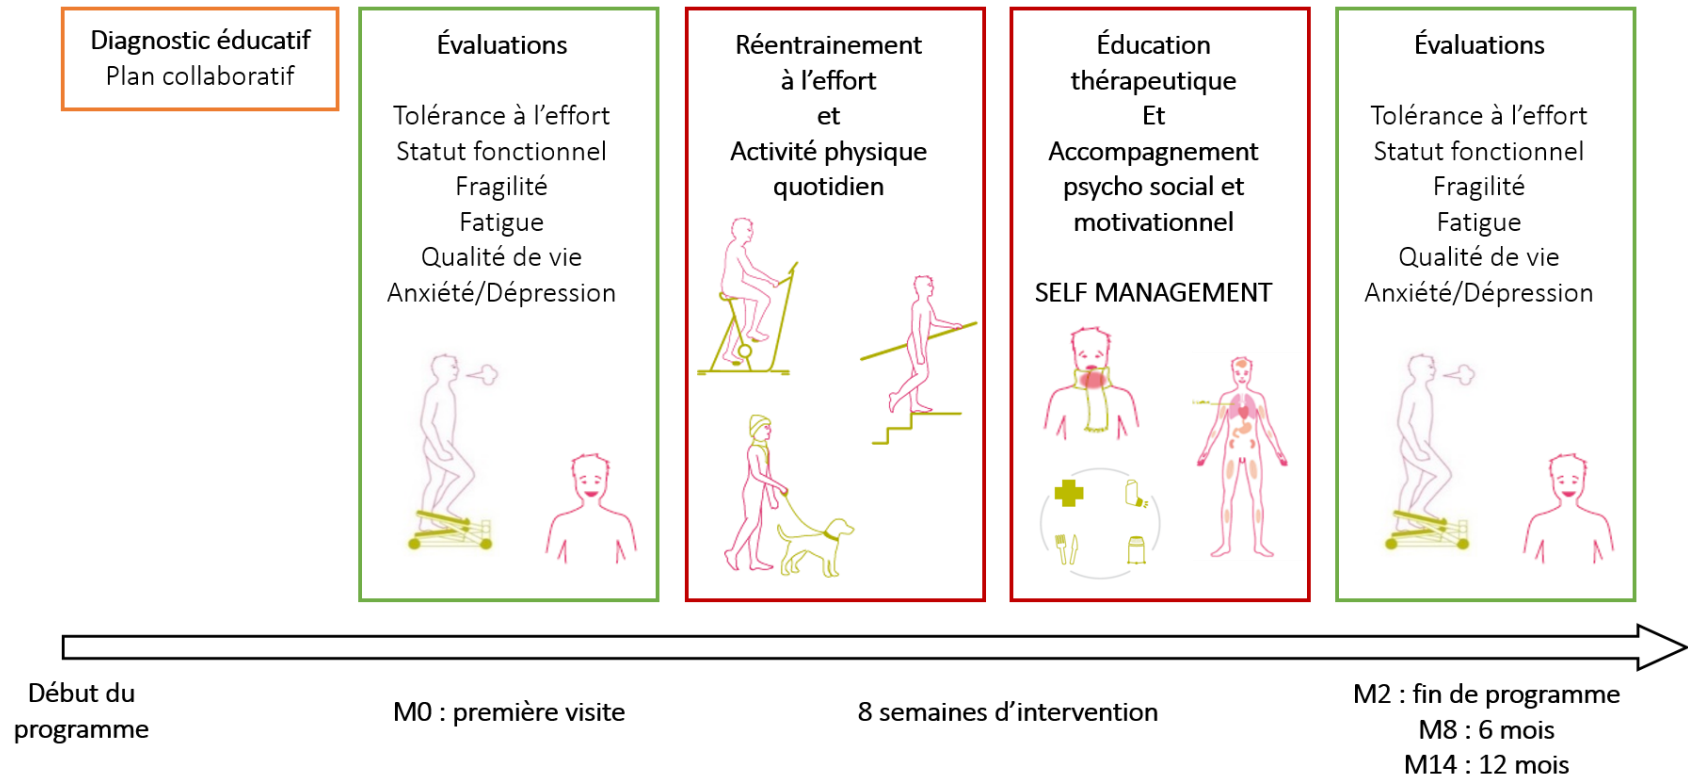 Diagnostic éducatif
Plan collaboratif
Évaluations
Tolérance à l’effort
Statut fonctionnel
Fragilité
Fatigue
Qualité de vie
Anxiété/Dépression
Réentrainement
à l’effort
et
Activité physique
quotidien
Éducation
thérapeutique
Et
Accompagnement
psycho social et
motivationnel
SELF MANAGEMENT
Évaluations
Tolérance à l’effort
Statut fonctionnel
Fragilité
Fatigue
Qualité de vie
Anxiété/Dépression
Début du
programme
M0 : première visite
8 semaines d’intervention
M2 : fin de programme
M8 : 6 mois
M14 : 12 mois